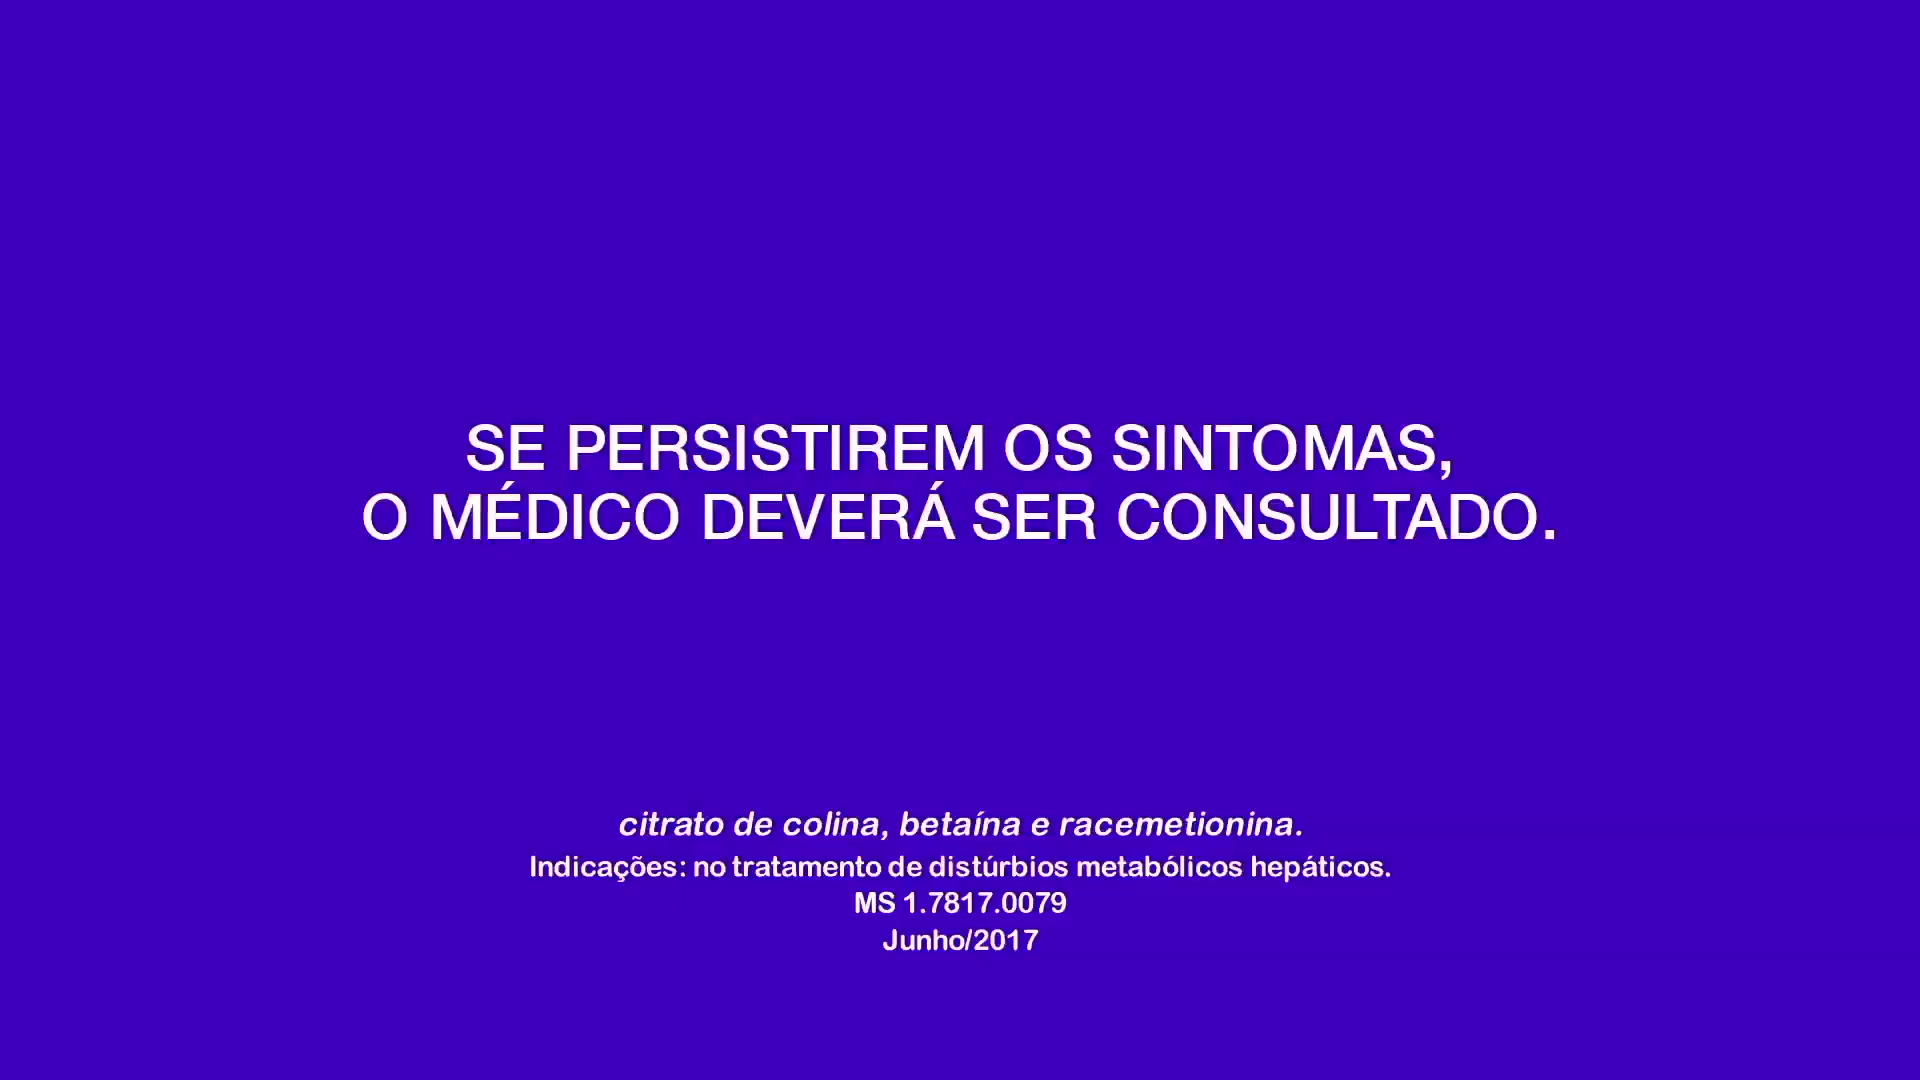 SE PERSISTIREM OS SINTOMAS,
O MÉDICO DEVERÁ SER CONSULTADO.
citrato de colina, betaína e racemetionina.
Indicações: no tratamento de distúrbios metabólicos hepáticos.
MS 1.7817.0079
Junho/2017